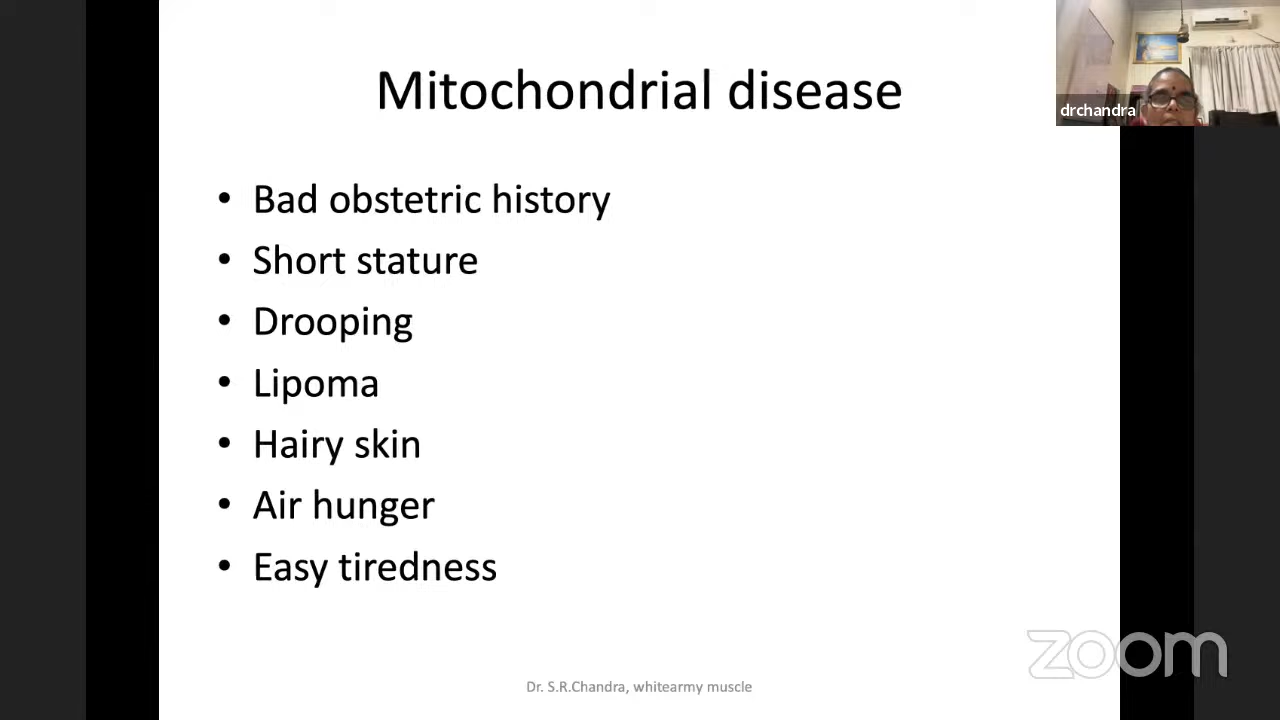 Mitochondrial disease
drchandra
• Bad obstetric history
• Short stature
• Drooping
• Lipoma
• Hairy skin
• Air hunger
• Easy tiredness
zoom
Dr. S.R.Chandra, whitearmy muscle